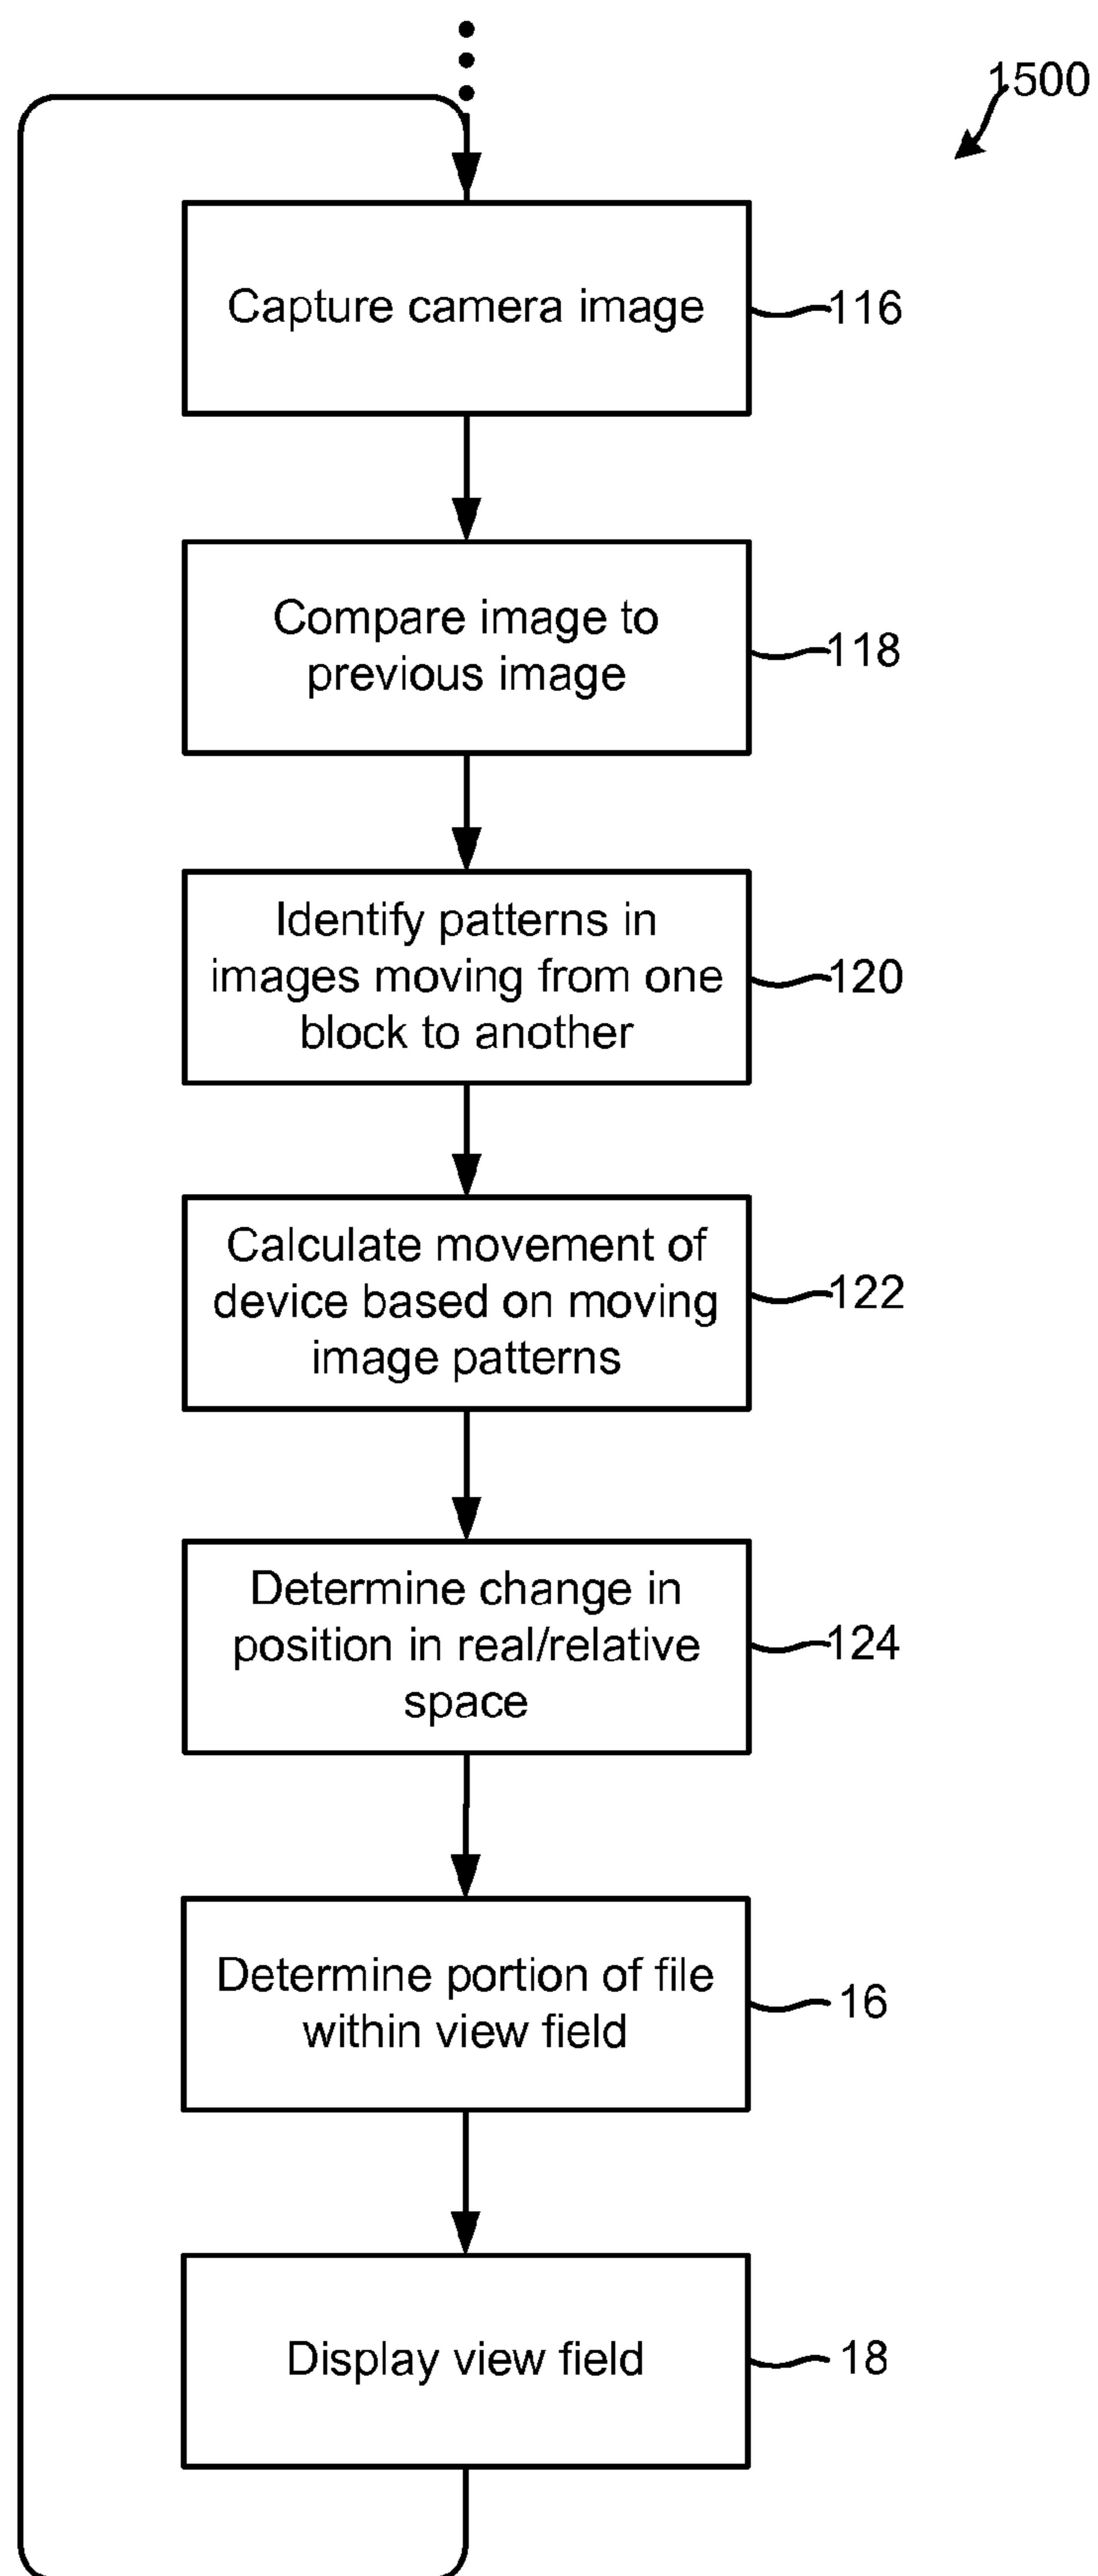 1500
Capture camera image
116
Compare image to
previous image
118
Identify patterns in
images moving from one
block to another
120
Calculate movement of
device based on moving
image patterns
122
Determine change in
position in real/relative
space
124
Determine portion of file
within view field
16
Display view field
18